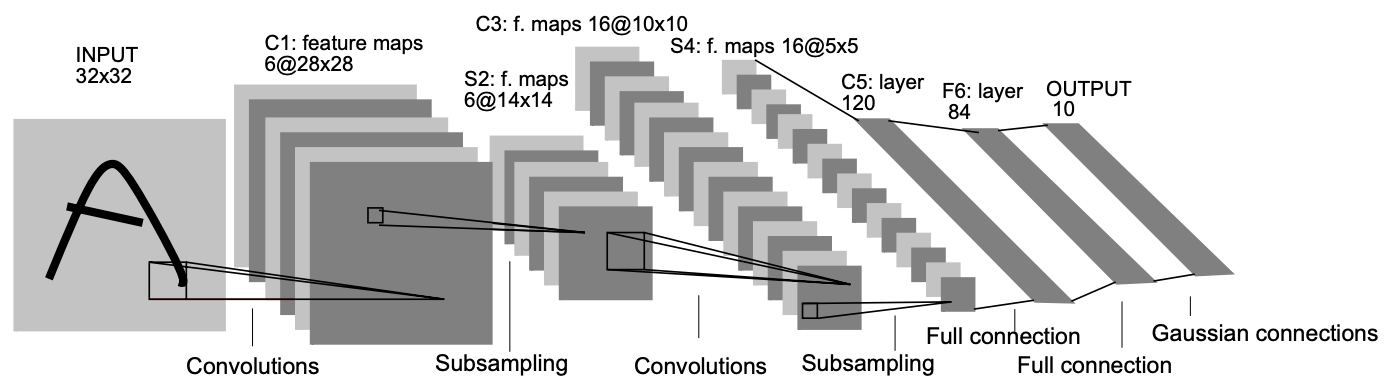 INPUT
32x32
C1: feature maps
6@28x28
S2: f. maps
6@14x14
C3: f. maps 16@10x10
S4: f. maps 16@5x5
C5: layer
120
F6: layer
84
OUTPUT
10
Convolutions
Subsampling
Convolutions
Subsampling
Full connection
Full connection
Gaussian connections